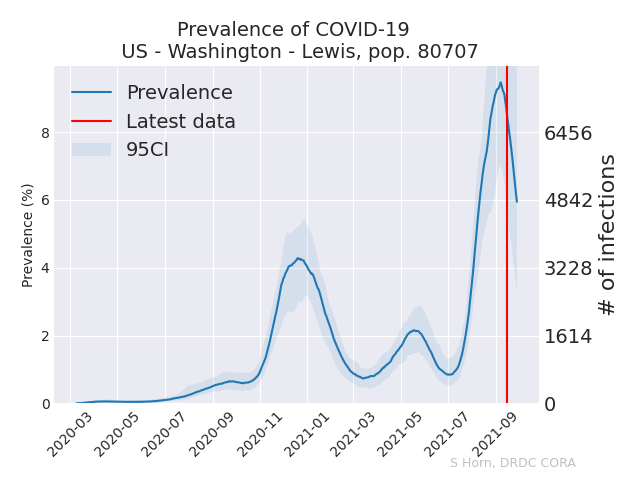 Prevalence of COVID-19
US - Washington - Lewis, pop. 80707
Prevalence
Latest data
95CI
Prevalence (%)
8
6
4
2
0
6456
4842
3228
1614
0
# of infections
2020-03
2020-05
2020-07
2020-09
2020-11
2021-01
2021-03
2021-05
2021-07
2021-09
S Horn, DRDC CORA